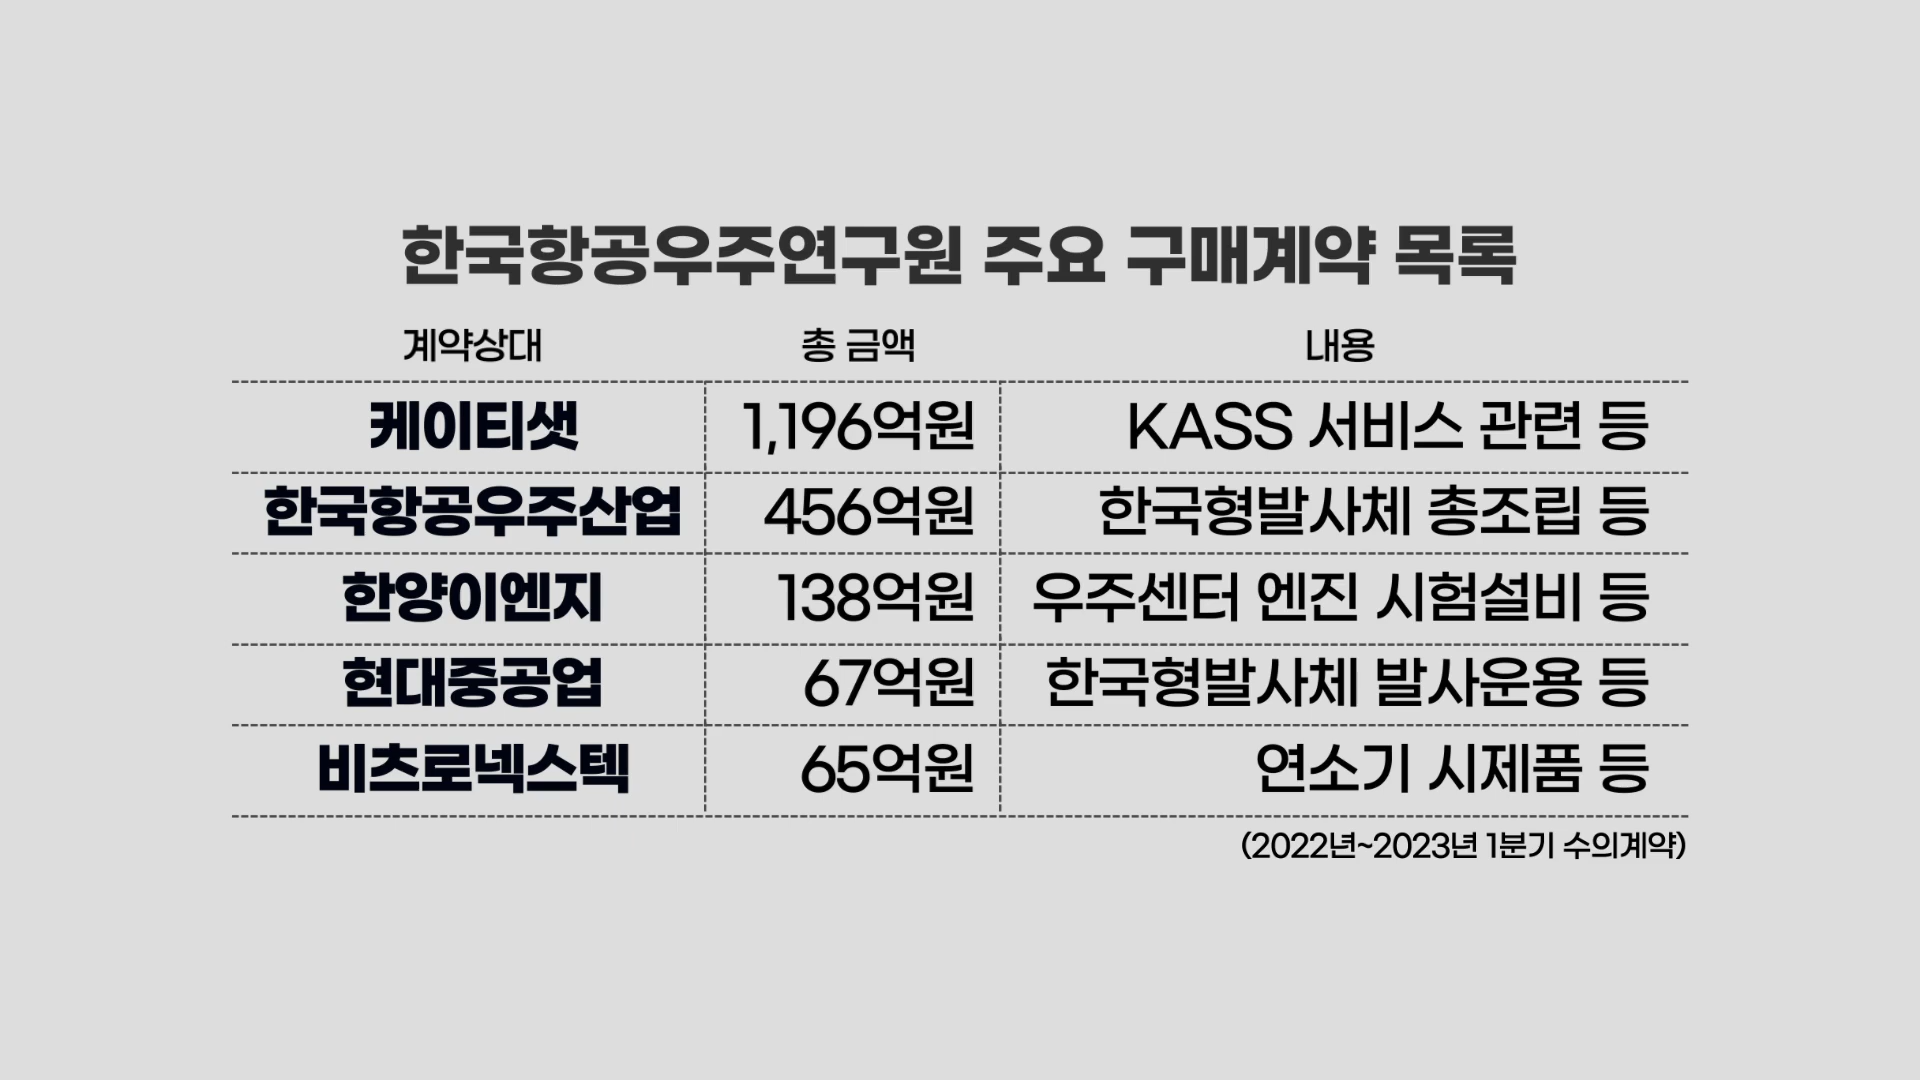 한국항공우주연구원 주요 구매계약 목록
계약상대 총 금액 내용
케이티샛 1,196억원 KASS 서비스 관련 등
한국항공우주산업 456억원 한국형발사체 총조립 등
한양이엔지 138억원 우주센터 엔진 시험설비 등
현대중공업 67억원 한국형발사체 발사운용 등
비츠로넥스텍 65억원 연소기 시제품 등
(2022년~2023년 1분기 수의계약)